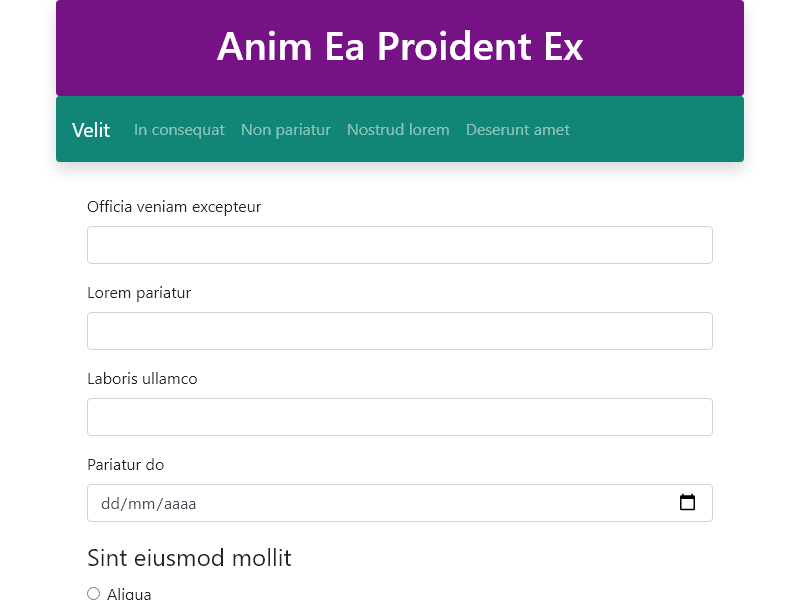 Anim Ea Proident Ex
Velit In consequat Non pariatur Nostrud lorem Deserunt amet
Officia veniam excepteur
Lorem pariatur
Laboris ullamco
Pariatur do
dd/mm/aaaa
Sint eiusmod mollit
Aliqua